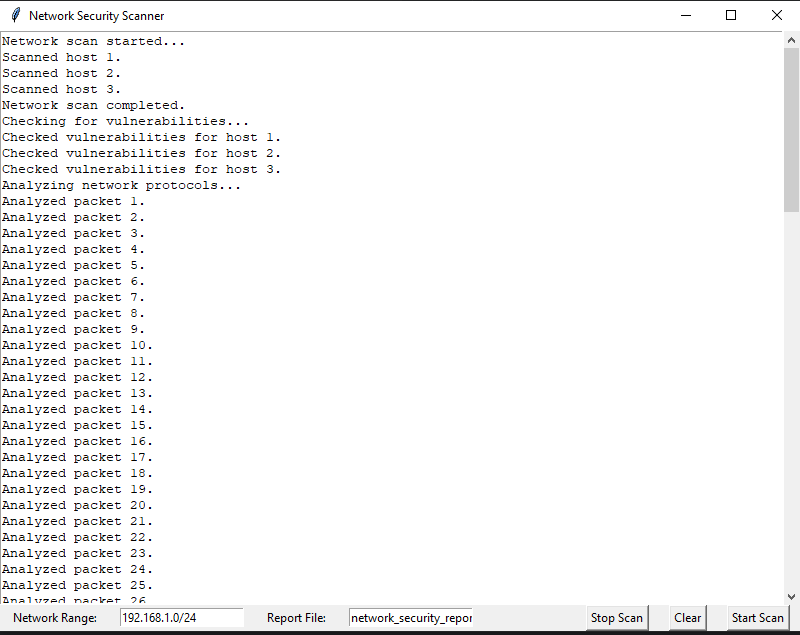 Network Security Scanner
Network scan started...
Scanned host 1.
Scanned host 2.
Scanned host 3.
Network scan completed.
Checking for vulnerabilities...
Checked vulnerabilities for host 1.
Checked vulnerabilities for host 2.
Checked vulnerabilities for host 3.
Analyzing network protocols...
Analyzed packet 1.
Analyzed packet 2.
Analyzed packet 3.
Analyzed packet 4.
Analyzed packet 5.
Analyzed packet 6.
Analyzed packet 7.
Analyzed packet 8.
Analyzed packet 9.
Analyzed packet 10.
Analyzed packet 11.
Analyzed packet 12.
Analyzed packet 13.
Analyzed packet 14.
Analyzed packet 15.
Analyzed packet 16.
Analyzed packet 17.
Analyzed packet 18.
Analyzed packet 19.
Analyzed packet 20.
Analyzed packet 21.
Analyzed packet 22.
Analyzed packet 23.
Analyzed packet 24.
Analyzed packet 25.
Analyzed packet 26
Network Range: 192.168.1.0/24 Report File: network_security_repor Stop Scan Clear Start Scan